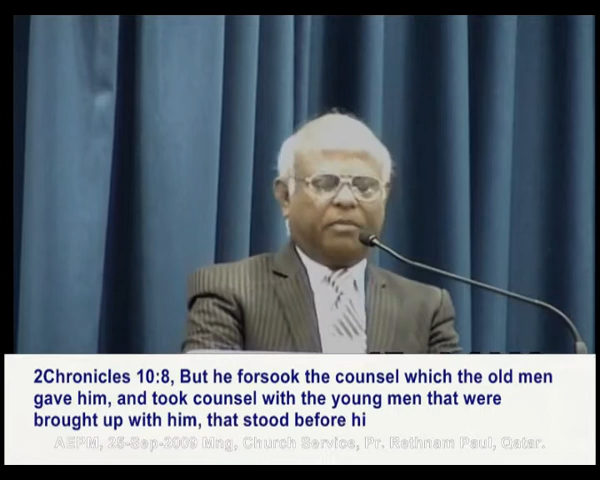 2Chronicles 10:8, But he forsook the counsel which the old men
gave him, and took counsel with the young men that were
brought up with him, that stood before hi
AEPM, 25-Sep-2009 Mng, Church Service, Pr. Rethnam Paul, Qatar.